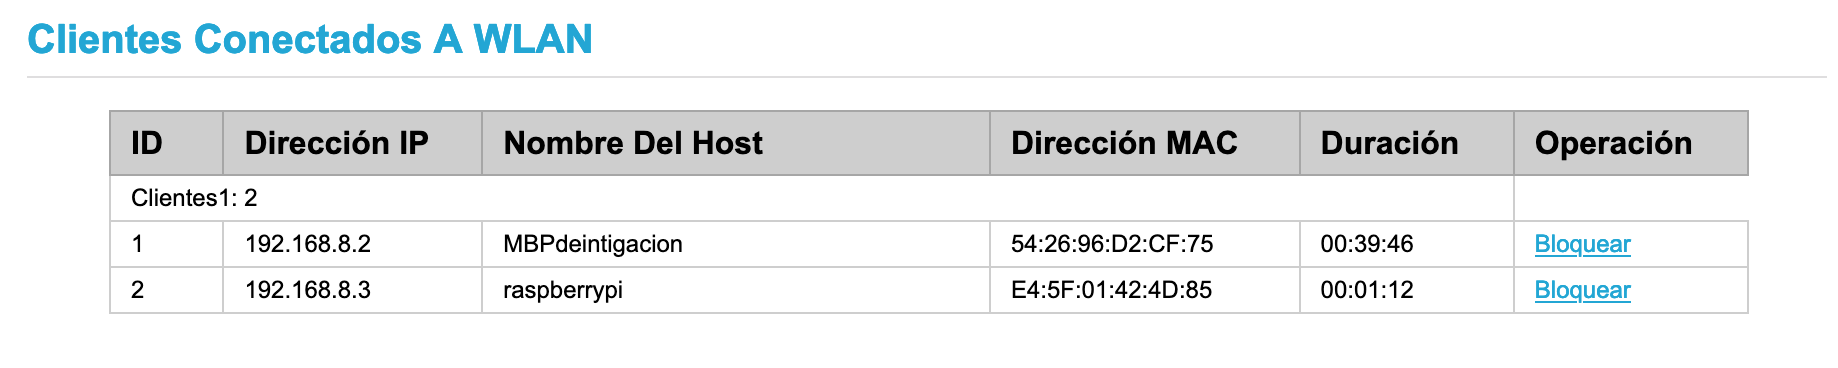 Clientes Conectados A WLAN
ID Dirección IP Nombre Del Host Dirección MAC Duración Operación
Clientes1: 2
1 192.168.8.2 MBPdeintigacion 54:26:96:D2:CF:75 00:39:46 Bloquear
2 192.168.8.3 raspberrypi E4:5F:01:42:4D:85 00:01:12 Bloquear